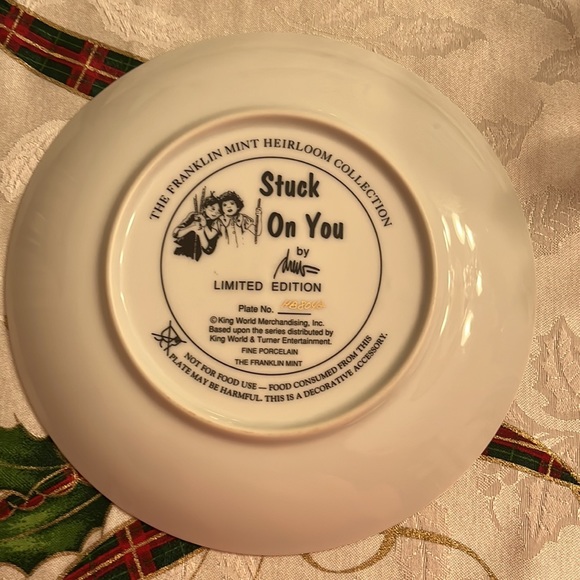 THE FRANKLIN MINT HEIRLOOM COLLECTION
Stuck
On You
by
LIMITED EDITION
Plate No.
©King World Merchandising, Inc.
Based upon the series distributed by
King World & Turner Entertainment.
FINE PORCELAIN
THE FRANKLIN MINT
NOT FOR FOOD USE — FOOD CONSUMED FROM THIS
PLATE MAY BE HARMFUL. THIS IS A DECORATIVE ACCESSORY.